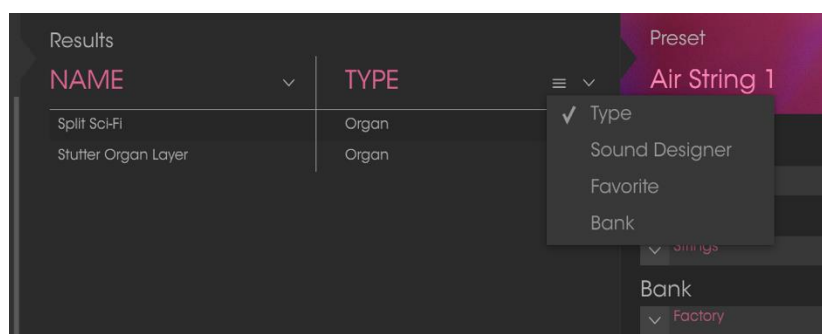 Results
NAME
TYPE
Split Sci-Fi
Organ
Stutter Organ Layer
Organ
✓ Type
Sound Designer
Favorite
Bank
Preset
Air String 1
Strings
Bank
Factory